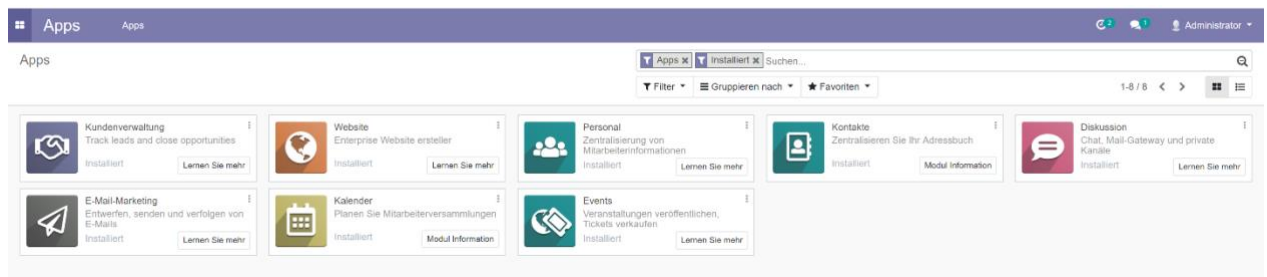 Apps Apps 2 1 Administrator
Apps
Apps x Installiert x Suchen...
Filter Gruppieren nach Favoriten 1-8 / 8
Kundenverwaltung
Track leads and close opportunities
Installiert Lernen Sie mehr
Website
Enterprise Website ersteller
Installiert Lernen Sie mehr
Personal
Zentralisierung von
Mitarbeiterinformationen
Installiert Lernen Sie mehr
Kontakte
Zentralisieren Sie Ihr Adressbuch
Installiert Modul Information
Diskussion
Chat, Mail-Gateway und private
Kanäle
Installiert Lernen Sie mehr
E-Mail-Marketing
Entwerfen, senden und verfolgen von
E-Mails
Installiert Lernen Sie mehr
Kalender
Planen Sie Mitarbeiterversammlungen
Installiert Modul Information
Events
Veranstaltungen veröffentlichen,
Tickets verkaufen
Installiert Lernen Sie mehr